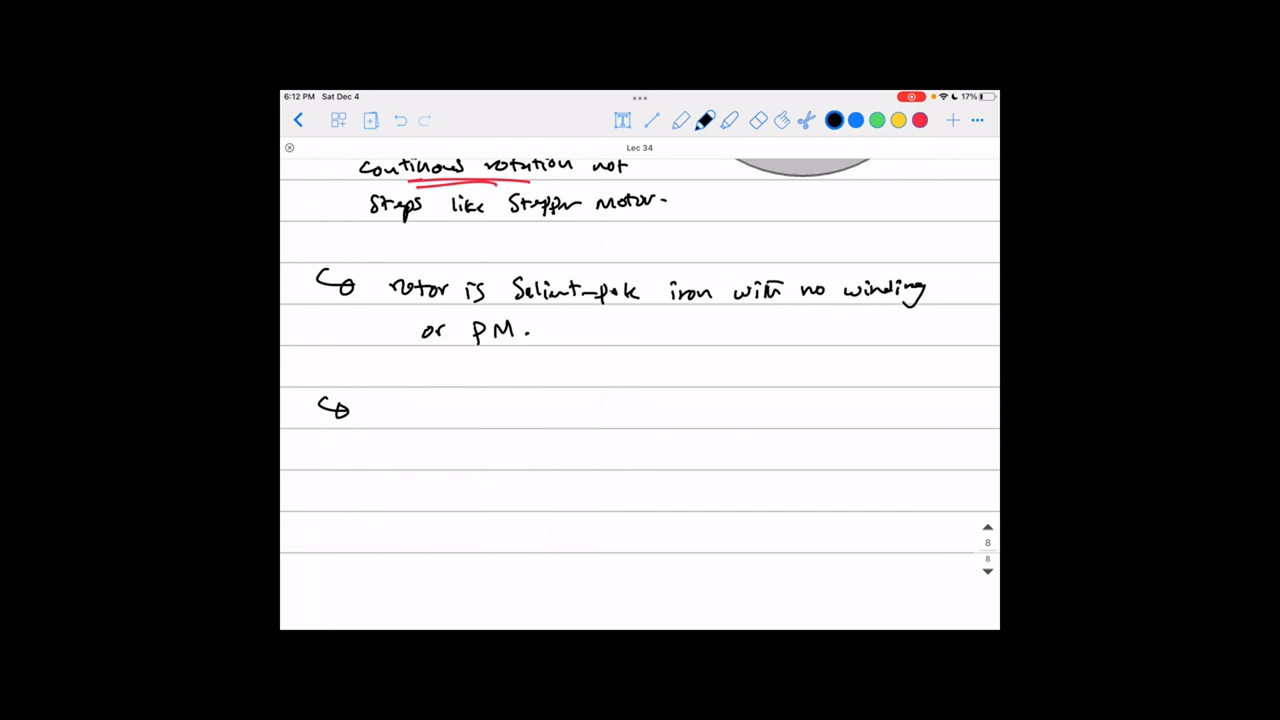 6:12 PM Sat Dec 4
17%
Lec 34
continuous rotation not
steps like Stepper Motor.
rotor is Salient-pole iron with no winding
or PM.
8
8